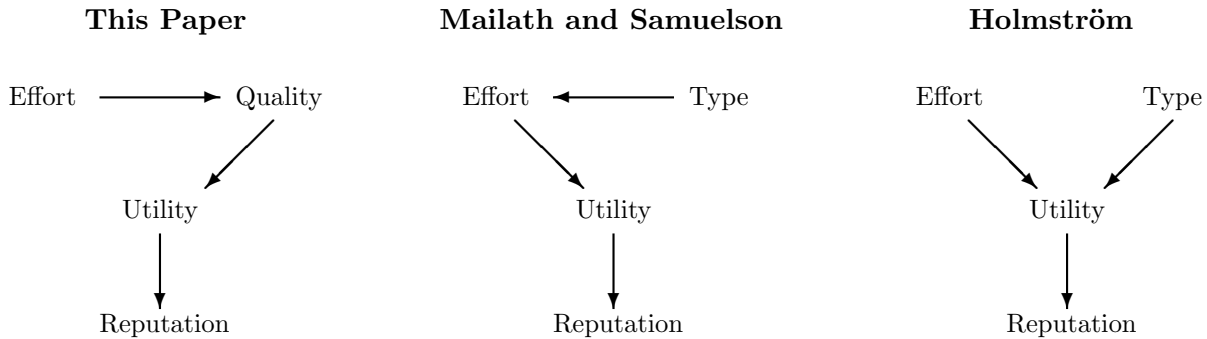 This Paper Mailath and Samuelson Holmström
Effort Quality Effort Type Effort Type
Utility Utility Utility
Reputation Reputation Reputation